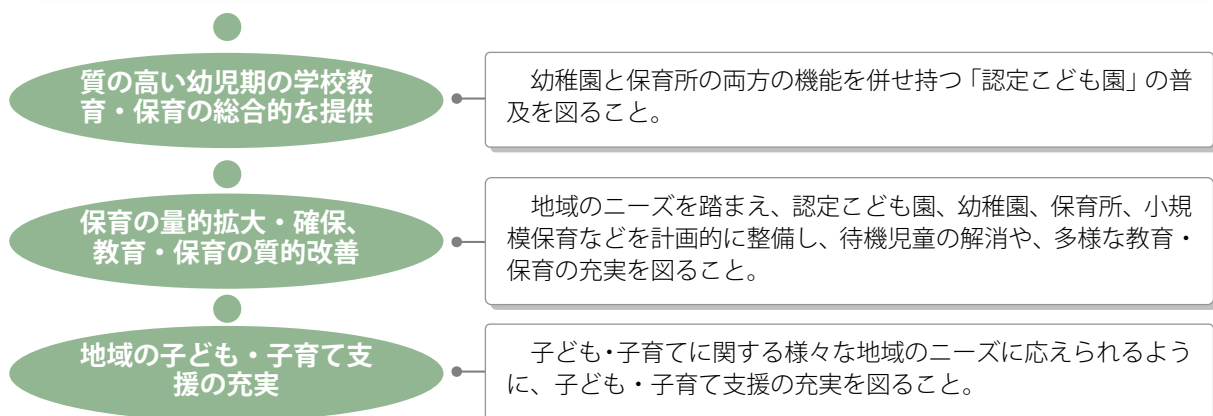 質の高い幼児期の学校教
育・保育の総合的な提供
幼稚園と保育所の両方の機能を併せ持つ「認定こども園」の普
及を図ること。
保育の量的拡大・確保、
教育・保育の質的改善
地域のニーズを踏まえ、認定こども園、幼稚園、保育所、小規
模保育などを計画的に整備し、待機児童の解消や、多様な教育・
保育の充実を図ること。
地域の子ども・子育て支
援の充実
子ども・子育てに関する様々な地域のニーズに応えられるよう
に、子ども・子育て支援の充実を図ること。